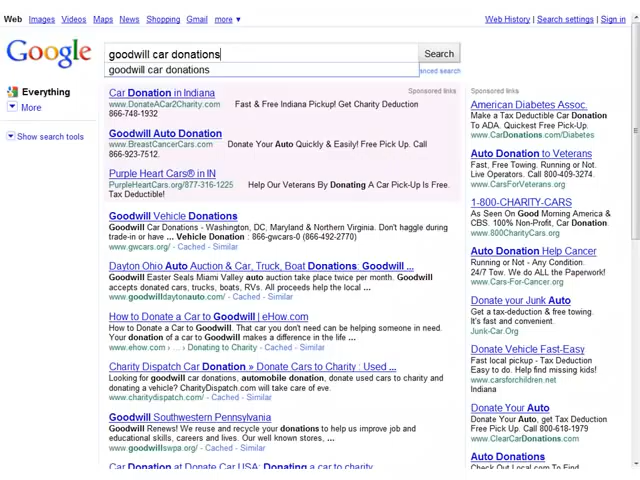 Web Images Videos Maps News Shopping Gmail more ▼
Web History | Search settings | Sign in
Google
goodwill car donations
Search
goodwill car donations
anced search
Everything
More
Show search tools
Sponsored links
Car Donation in Indiana
www.DonateACar2Charity.com Fast & Free Indiana Pickup! Get Charity Deduction
866-748-1932
Goodwill Auto Donation
www.BreastCancerCars.com Donate Your Auto Quickly & Easily! Free Pick Up. Call
866-923-7512.
Purple Heart Cars® in IN
PurpleHeartCars.org/877-316-1225 Help Our Veterans By Donating A Car Pick-Up Is Free.
Tax Deductible!
Goodwill Vehicle Donations
Goodwill Car Donations - Washington, DC, Maryland & Northern Virginia. Don't haggle during
trade-in or have ... Vehicle Donation : 866-gwcars-0 (866-492-2770)
www.gwcars.org/ - Cached - Similar
Dayton Ohio Auto Auction & Car, Truck, Boat Donations: Goodwill ...
Goodwill Easter Seals Miami Valley auto auction take place twice per month. Goodwill
accepts donated cars, trucks, boats, RVs. All proceeds help the local ...
www.goodwilldaytonauto.com/ - Cached - Similar
How to Donate a Car to Goodwill | eHow.com
How to Donate a Car to Goodwill. That car you don't need can be helping someone in need.
Your donation of a car to Goodwill makes a difference in the life ...
www.ehow.com › ... › Donating to Charity - Cached - Similar
Charity Dispatch Car Donation » Donate Cars to Charity : Used ...
Looking for goodwill car donations, automobile donation, donate used cars to charity and
donating a vehicle? CharityDispatch.com will take care of eve.
www.charitydispatch.com/ - Cached - Similar
Goodwill Southwestern Pennsylvania
Goodwill Renews! We reuse and recycle your donations to help us improve job and
educational skills, careers and lives. Our well known stores, ...
www.goodwillswpa.org/ - Cached - Similar
Car Donation at Donate Car USA: Donating a car to charity
Sponsored links
American Diabetes Assoc.
Make a Tax Deductible Car Donation
To ADA. Quickest Free Pick-Up.
www.CarDonations.com/Diabetes
Auto Donation to Veterans
Fast, Free Towing. Running or Not.
Live Operators. Call 800-409-3274.
www.CarsForVeterans.org
1-800-CHARITY-CARS
As Seen On Good Morning America &
CBS. 100% Non-Profit, Car Donation.
www.800Charitycars.org
Auto Donation Help Cancer
Running or Not - Any Condition.
24/7 Tow. We do ALL the Paperwork!
www.Cars-For-Cancer.org
Donate your Junk Auto
Get a tax-deduction & free towing.
It's fast and convenient.
Junk-Car.Org
Donate Vehicle Fast-Easy
Fast local pickup - Tax Deduction
Easy to do. Help find missing kids!
www.carsforchildren.net
Indiana
Donate Your Auto
Donate Your Auto, get Tax Deduction
Free Pick Up. Call 800-618-1979
www.ClearCarDonations.com
Auto Donations
Check Out Local.com To Find